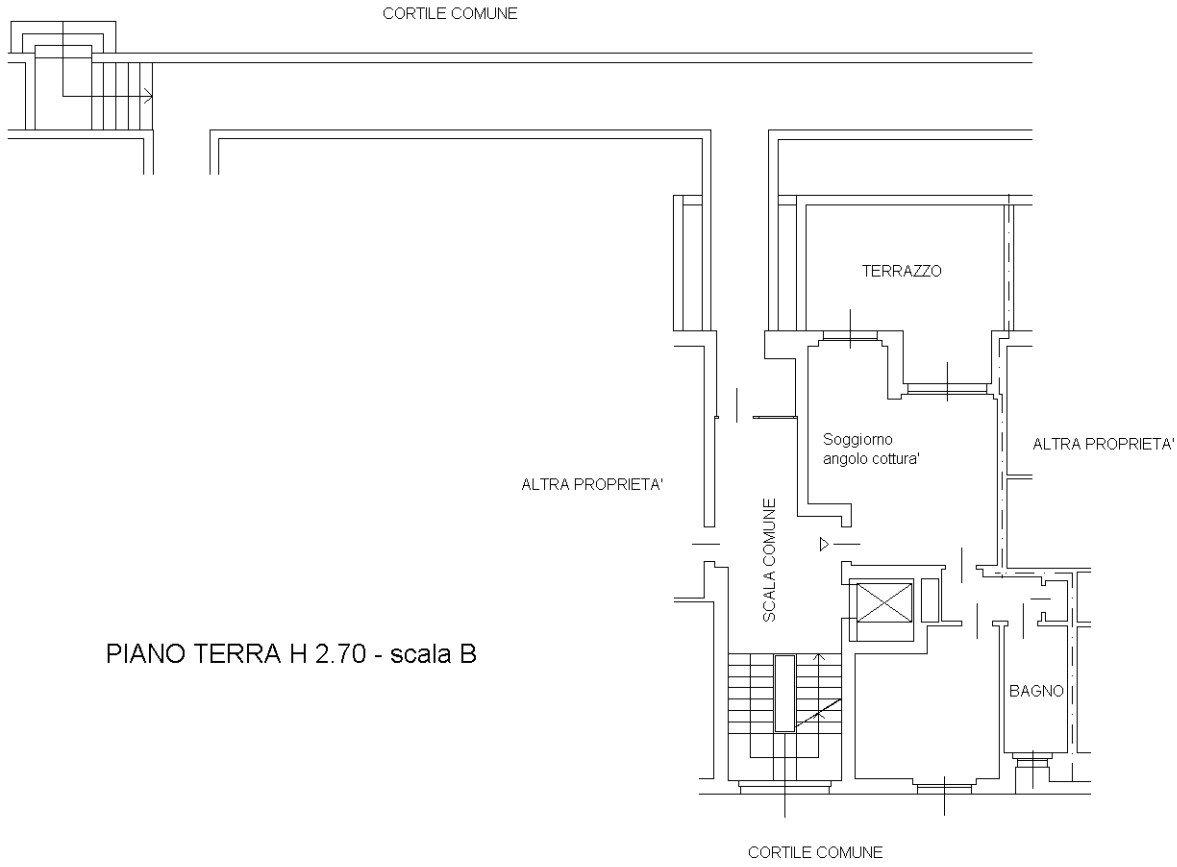 CORTILE COMUNE
TERRAZZO
Soggiorno
angolo cottura'
ALTRA PROPRIETA'
ALTRA PROPRIETA'
SCALA COMUNE
PIANO TERRA H 2.70 - scala B
BAGNO
CORTILE COMUNE